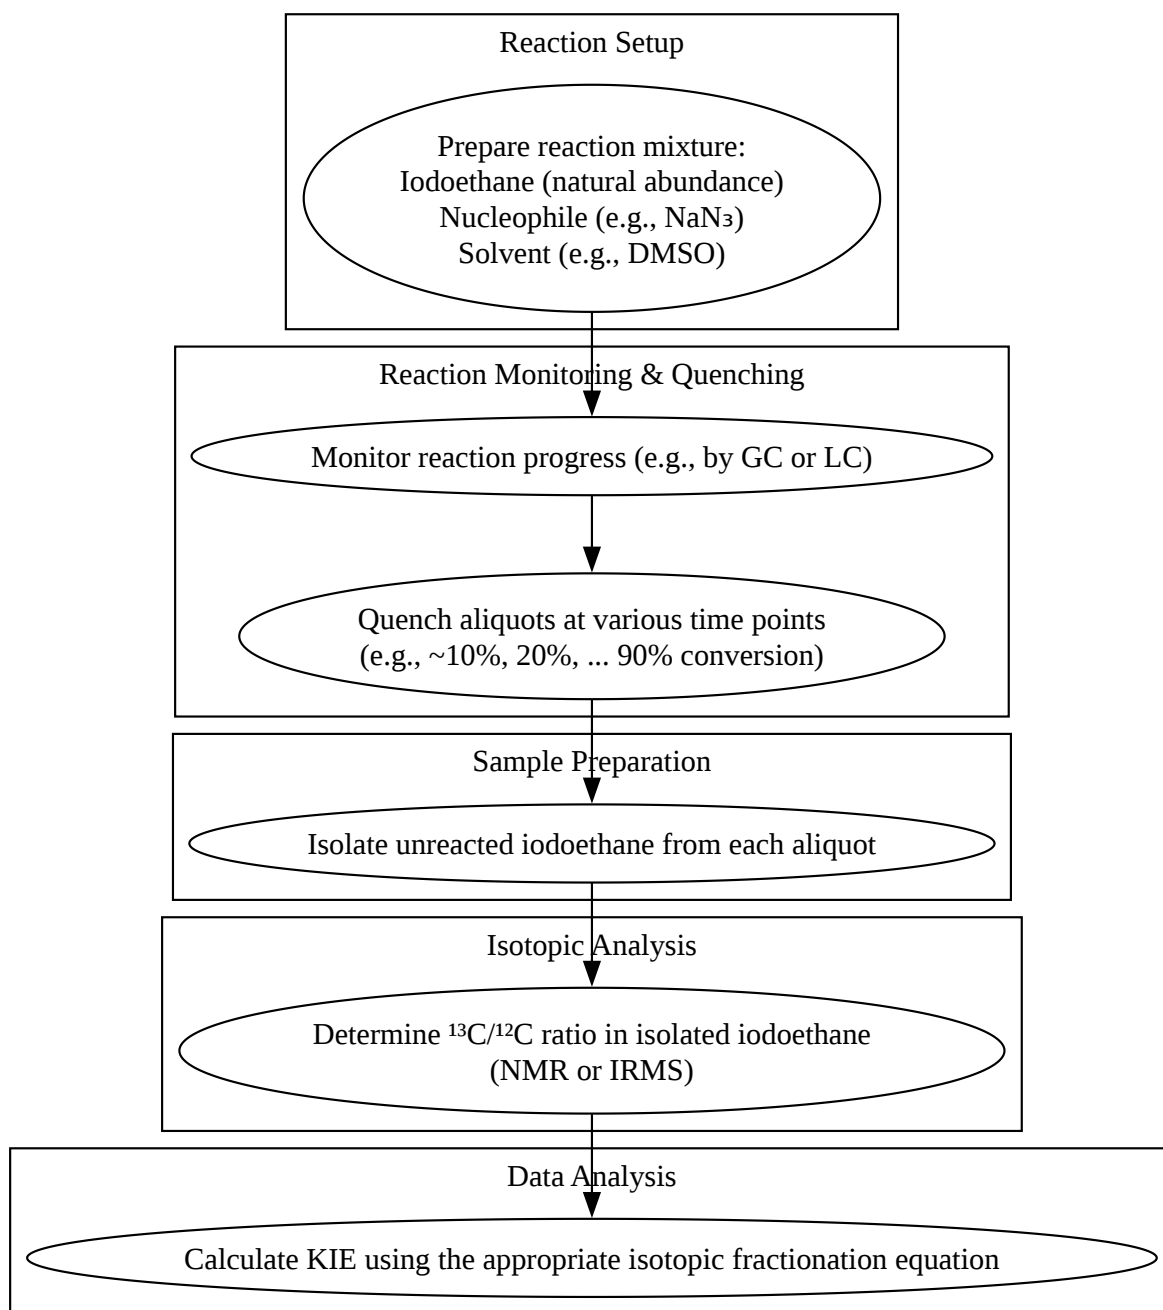 Reaction Setup
Prepare reaction mixture:
Iodoethane (natural abundance)
Nucleophile (e.g., NaN₃)
Solvent (e.g., DMSO)
Reaction Monitoring & Quenching
Monitor reaction progress (e.g., by GC or LC)
Quench aliquots at various time points
(e.g., ~10%, 20%, ... 90% conversion)
Sample Preparation
Isolate unreacted iodoethane from each aliquot
Isotopic Analysis
Determine ¹³C/¹²C ratio in isolated iodoethane
(NMR or IRMS)
Data Analysis
Calculate KIE using the appropriate isotopic fractionation equation